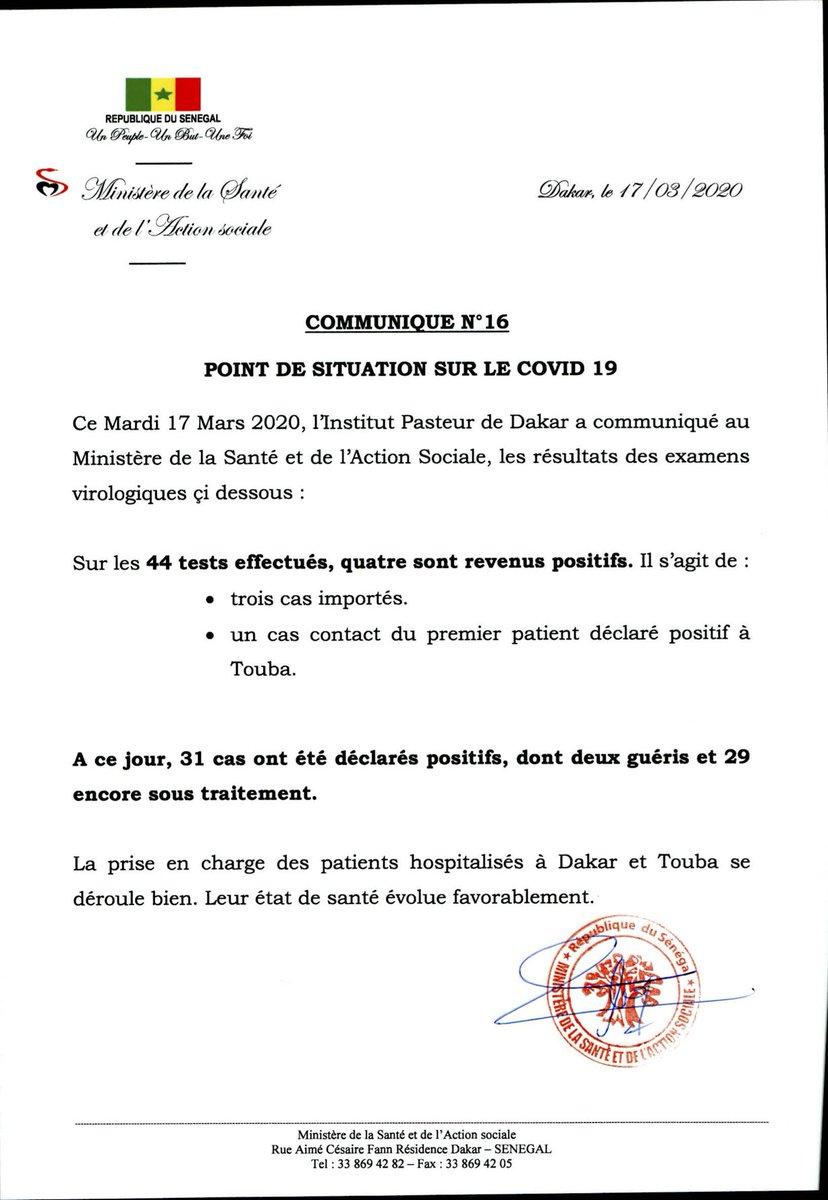 REPUBLIQUE DU SENEGAL
Un Peuple-Un But-Une Foi
Ministère de la Santé
et de l'Action sociale
Dakar, le 17/03/2020
COMMUNIQUE N°16
POINT DE SITUATION SUR LE COVID 19
Ce Mardi 17 Mars 2020, l'Institut Pasteur de Dakar a communiqué au
Ministère de la Santé et de l'Action Sociale, les résultats des examens
virologiques çi dessous :
Sur les 44 tests effectués, quatre sont revenus positifs. Il s'agit de :
• trois cas importés.
• un cas contact du premier patient déclaré positif à
Touba.
A ce jour, 31 cas ont été déclarés positifs, dont deux guéris et 29
encore sous traitement.
La prise en charge des patients hospitalisés à Dakar et Touba se
déroule bien. Leur état de santé évolue favorablement.
★ République du Sénégal ★
MINISTÈRE DE LA SANTÉ ET DE L'ACTION SOCIALE
Ministère de la Santé et de l'Action sociale
Rue Aimé Césaire Fann Résidence Dakar – SENEGAL
Tel : 33 869 42 82 – Fax : 33 869 42 05